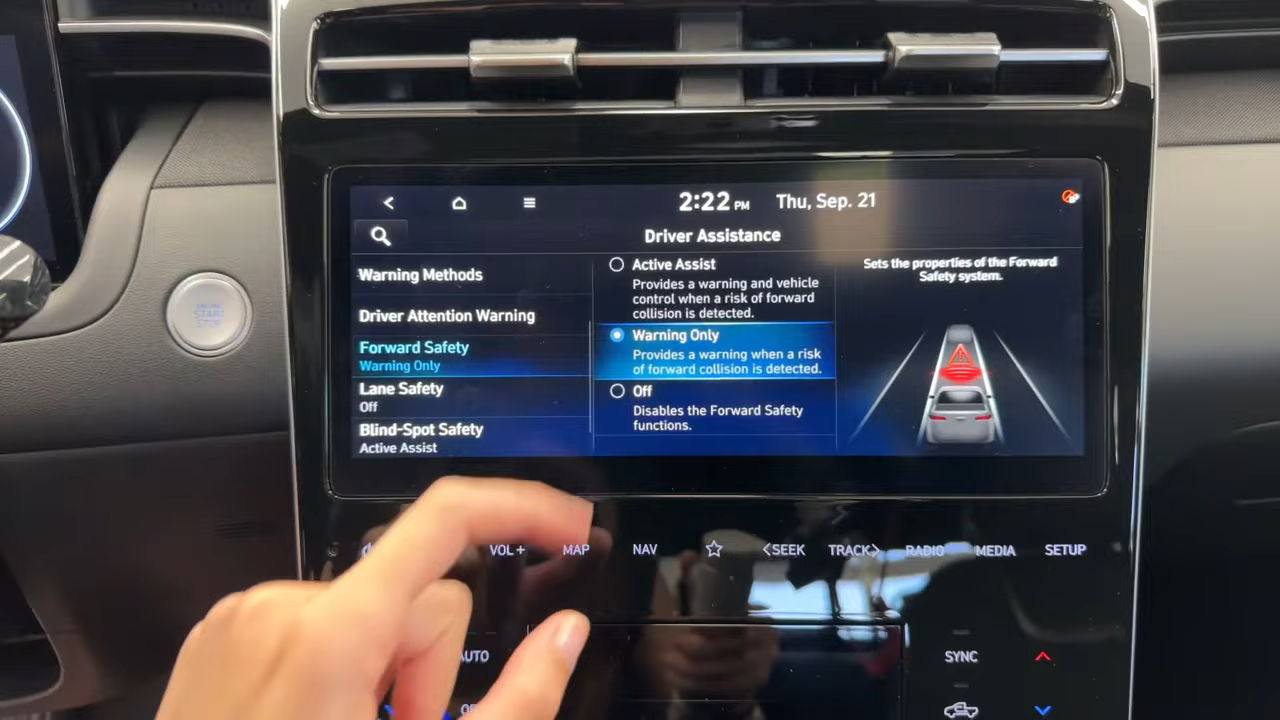 2:22 PM Thu, Sep. 21
Driver Assistance
Warning Methods
Driver Attention Warning
Forward Safety
Warning Only
Lane Safety
Off
Blind-Spot Safety
Active Assist
Active Assist
Provides a warning and vehicle
control when a risk of forward
collision is detected.
Warning Only
Provides a warning when a risk
of forward collision is detected.
Off
Disables the Forward Safety
functions.
Sets the properties of the Forward
Safety system.
ENGINE
START
STOP
VOL + MAP NAV <SEEK TRACK> RADIO MEDIA SETUP
AUTO
SYNC